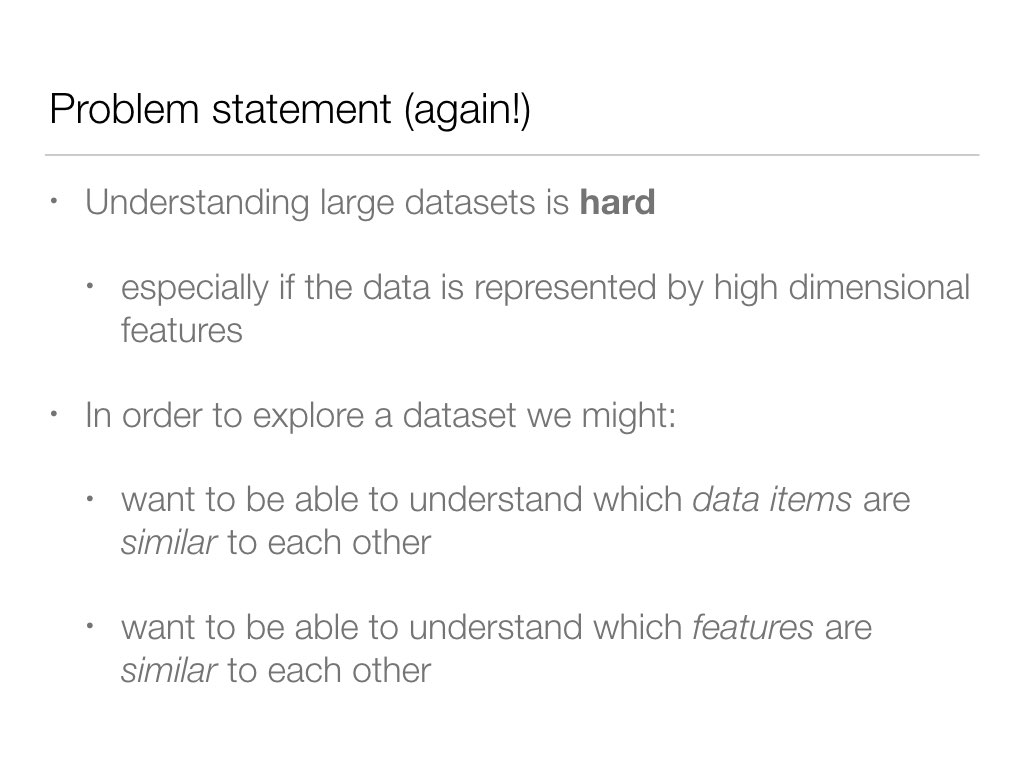 Problem statement (again!)
• Understanding large datasets is hard
• especially if the data is represented by high dimensional
features
• In order to explore a dataset we might:
• want to be able to understand which data items are
similar to each other
• want to be able to understand which features are
similar to each other